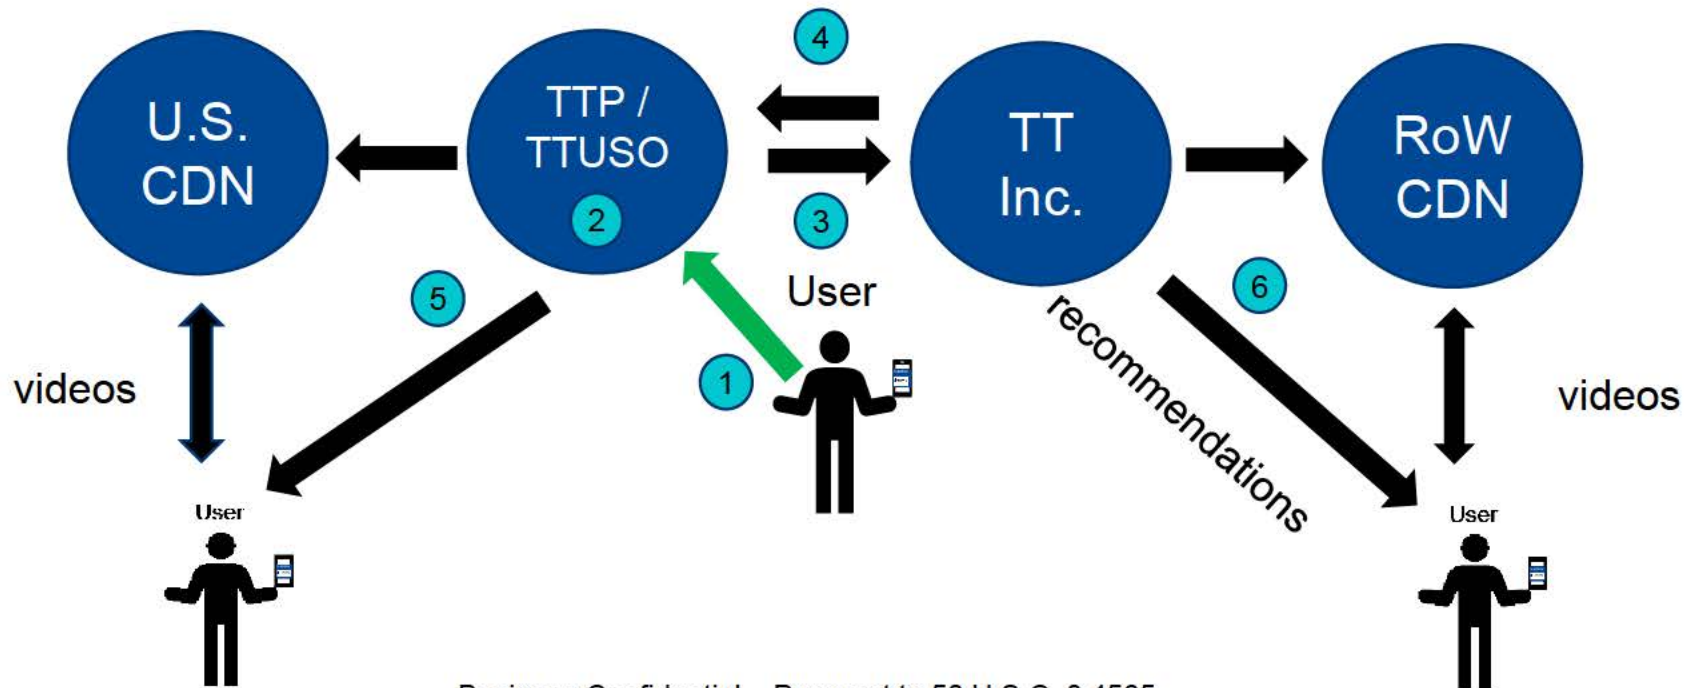 4
U.S.
CDN
TTP /
TTUSO
2
3
TT
Inc.
RoW
CDN
5
User
6
1
videos
recommendations
videos
User
User